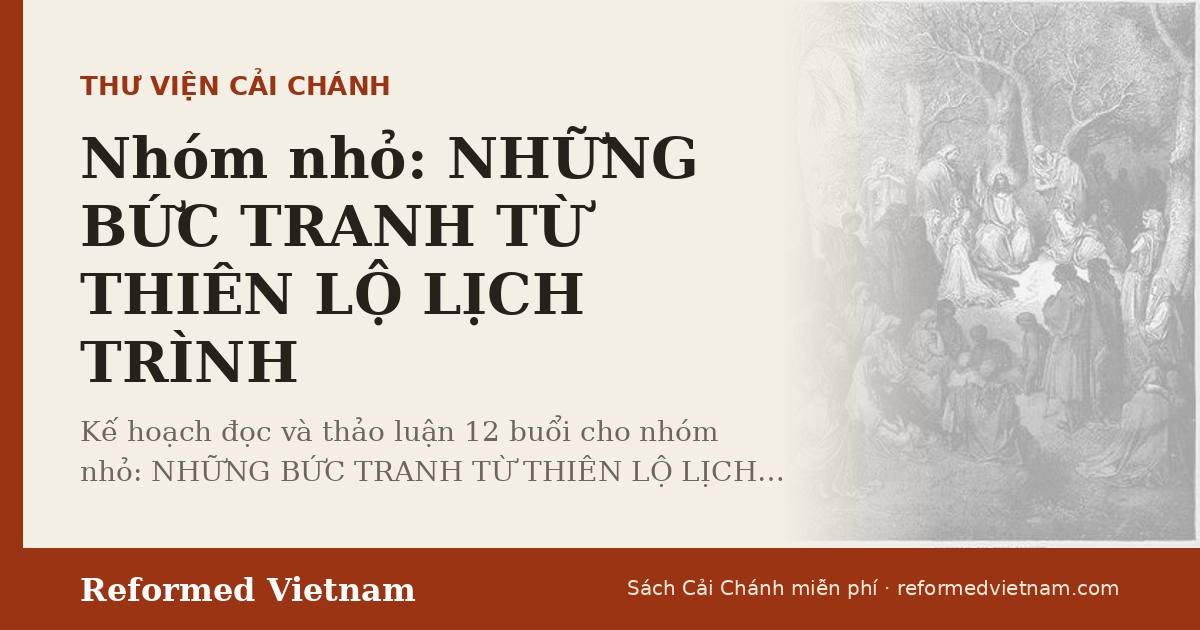 THƯ VIỆN CẢI CHÁNH
Nhóm nhỏ: NHỮNG
BỨC TRANH TỪ
THIÊN LỘ LỊCH
TRÌNH
Kế hoạch đọc và thảo luận 12 buổi cho nhóm
nhỏ: NHỮNG BỨC TRANH TỪ THIÊN LỘ LỊCH…
Reformed Vietnam
Sách Cải Chánh miễn phí · reformedvietnam.com